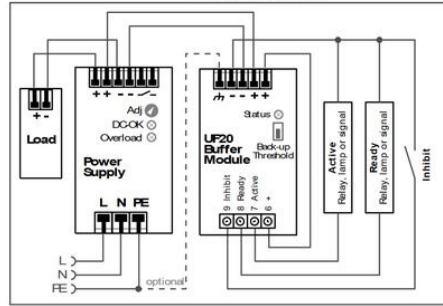 + + - - -
- - + +
+ -
Load
Adj
DC-OK
Overload
Power
Supply
L N PE
Status
UF20
Buffer
Module
Back-up
Threshold
9 Inhibit
8 Ready
7 Active
6 +
Active
Relay, lamp or signal
Ready
Relay, lamp or signal
Inhibit
L
N
PE
optional